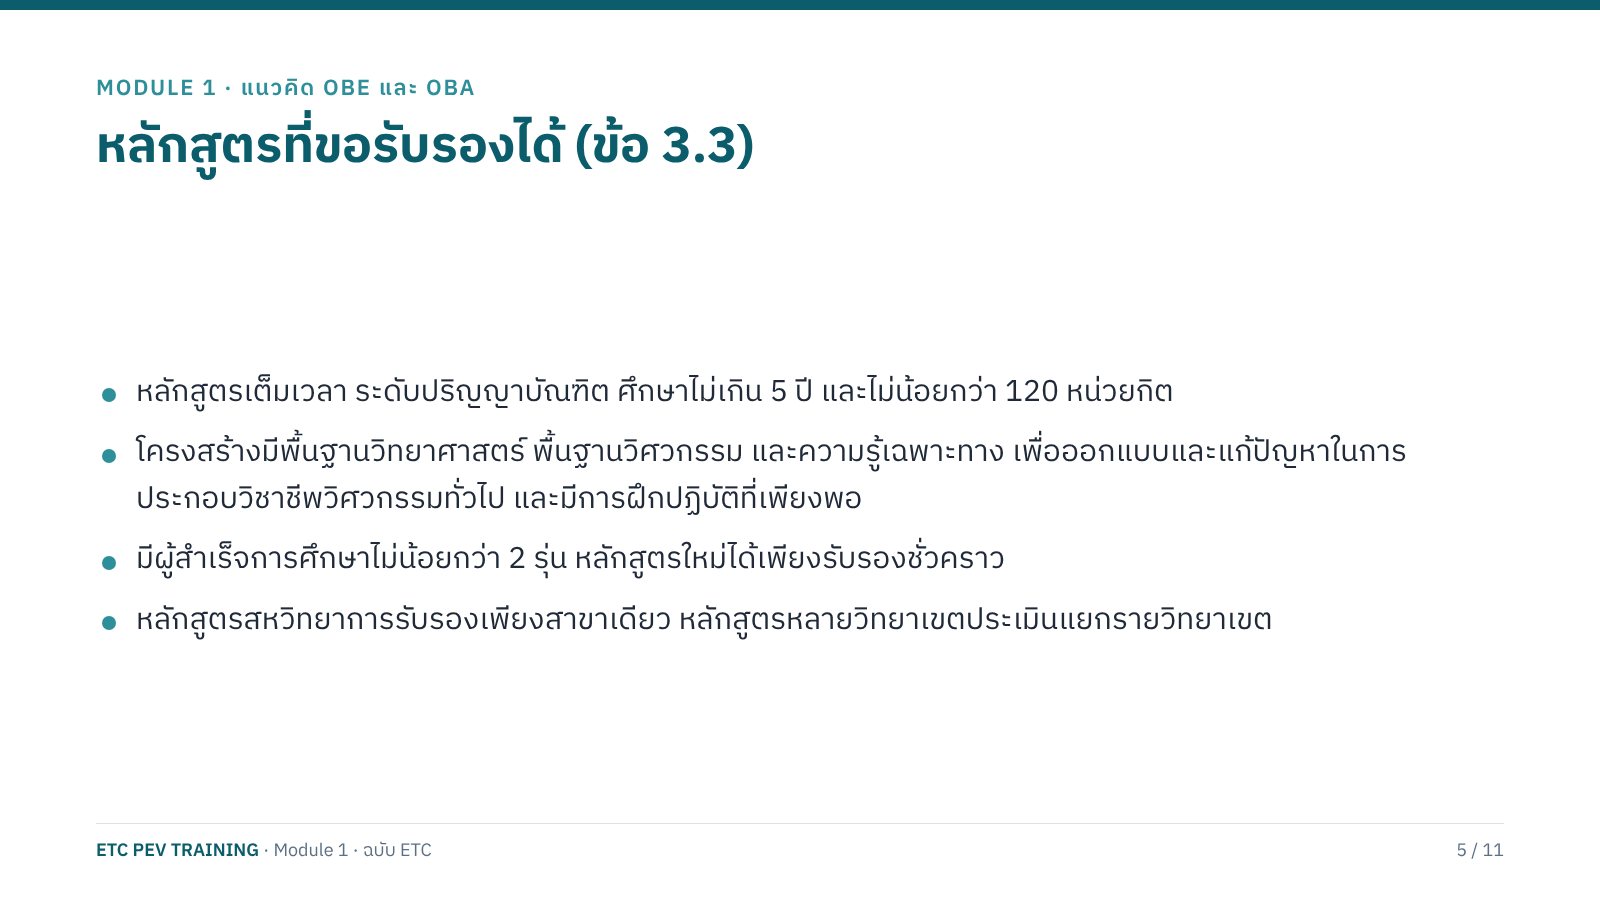 MODULE 1 · แนวคิด OBE และ OBA
หลักสูตรที่ขอรับรองได้ (ข้อ 3.3)
หลักสูตรเต็มเวลา ระดับปริญญาบัณฑิต ศึกษาไม่เกิน 5 ปี และไม่น้อยกว่า 120 หน่วยกิต
โครงสร้างมีพื้นฐานวิทยาศาสตร์ พื้นฐานวิศวกรรม และความรู้เฉพาะทาง เพื่อออกแบบและแก้ปัญหาในการ
ประกอบวิชาชีพวิศวกรรมทั่วไป และมีการฝึกปฏิบัติที่เพียงพอ
มีผู้สำเร็จการศึกษาไม่น้อยกว่า 2 รุ่น หลักสูตรใหม่ได้เพียงรับรองชั่วคราว
หลักสูตรสหวิทยาการรับรองเพียงสาขาเดียว หลักสูตรหลายวิทยาเขตประเมินแยกรายวิทยาเขต
ETC PEV TRAINING · Module 1 · ฉบับ ETC
5 / 11